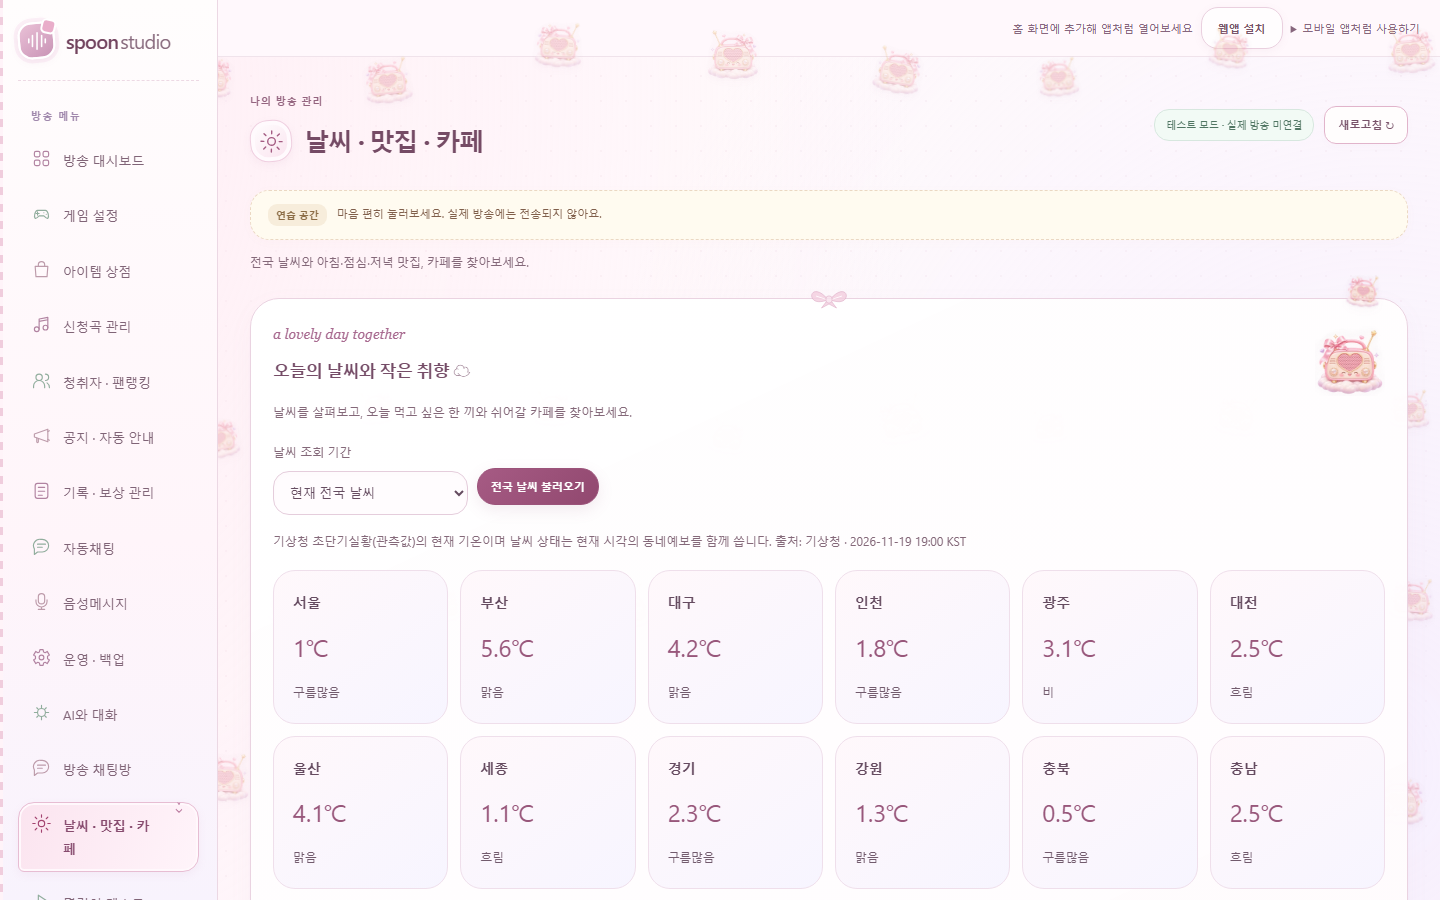 spoon studio
홈 화면에 추가해 앱처럼 열어보세요
웹앱 설치
▶ 모바일 앱처럼 사용하기
방송 메뉴
방송 대시보드
게임 설정
아이템 상점
신청곡 관리
청취자 · 팬랭킹
공지 · 자동 안내
기록 · 보상 관리
자동채팅
음성메시지
운영 · 백업
AI와 대화
방송 채팅방
날씨 · 맛집 · 카
페
나의 방송 관리
날씨 · 맛집 · 카페
테스트 모드 · 실제 방송 미연결
새로고침 ↻
연습 공간
마음 편히 눌러보세요. 실제 방송에는 전송되지 않아요.
전국 날씨와 아침·점심·저녁 맛집, 카페를 찾아보세요.
a lovely day together
오늘의 날씨와 작은 취향
날씨를 살펴보고, 오늘 먹고 싶은 한 끼와 쉬어갈 카페를 찾아보세요.
날씨 조회 기간
현재 전국 날씨
전국 날씨 불러오기
기상청 초단기실황(관측값)의 현재 기온이며 날씨 상태는 현재 시각의 동네예보를 함께 씁니다. 출처: 기상청 · 2026-11-19 19:00 KST
서울
1℃
구름많음
부산
5.6℃
맑음
대구
4.2℃
맑음
인천
1.8℃
구름많음
광주
3.1℃
비
대전
2.5℃
흐림
울산
4.1℃
맑음
세종
1.1℃
흐림
경기
2.3℃
구름많음
강원
1.3℃
맑음
충북
0.5℃
구름많음
충남
2.5℃
흐림